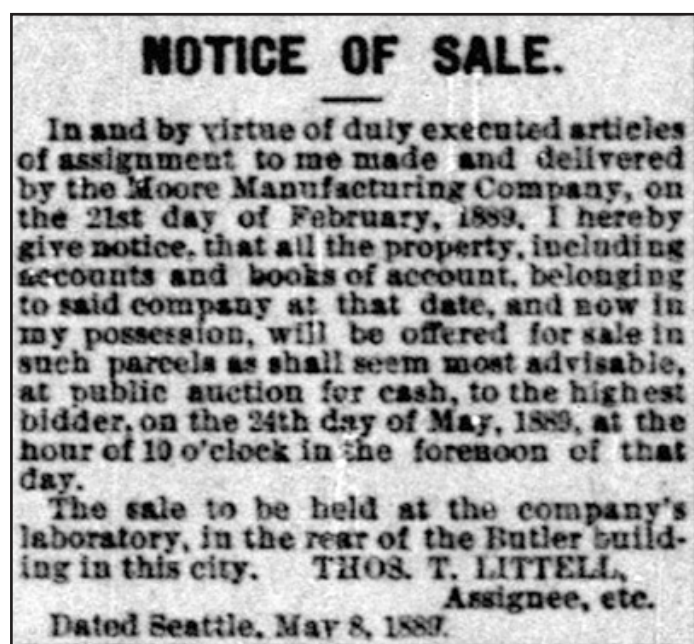 NOTICE OF SALE.
In and by virtue of duly executed articles
of assignment to me made and delivered
by the Moore Manufacturing Company, on
the 21st day of February, 1889, I hereby
give notice, that all the property, including
accounts and books of account, belonging
to said company at that date, and now in
my possession, will be offered for sale in
such parcels as shall seem most advisable,
at public auction for cash, to the highest
bidder, on the 24th day of May, 1889, at the
hour of 10 o'clock in the forenoon of that
day.
The sale to be held at the company's
laboratory, in the rear of the Butler build-
ing in this city. THOS. T. LITTELL,
Assignee, etc.
Dated Seattle, May 8, 1889.